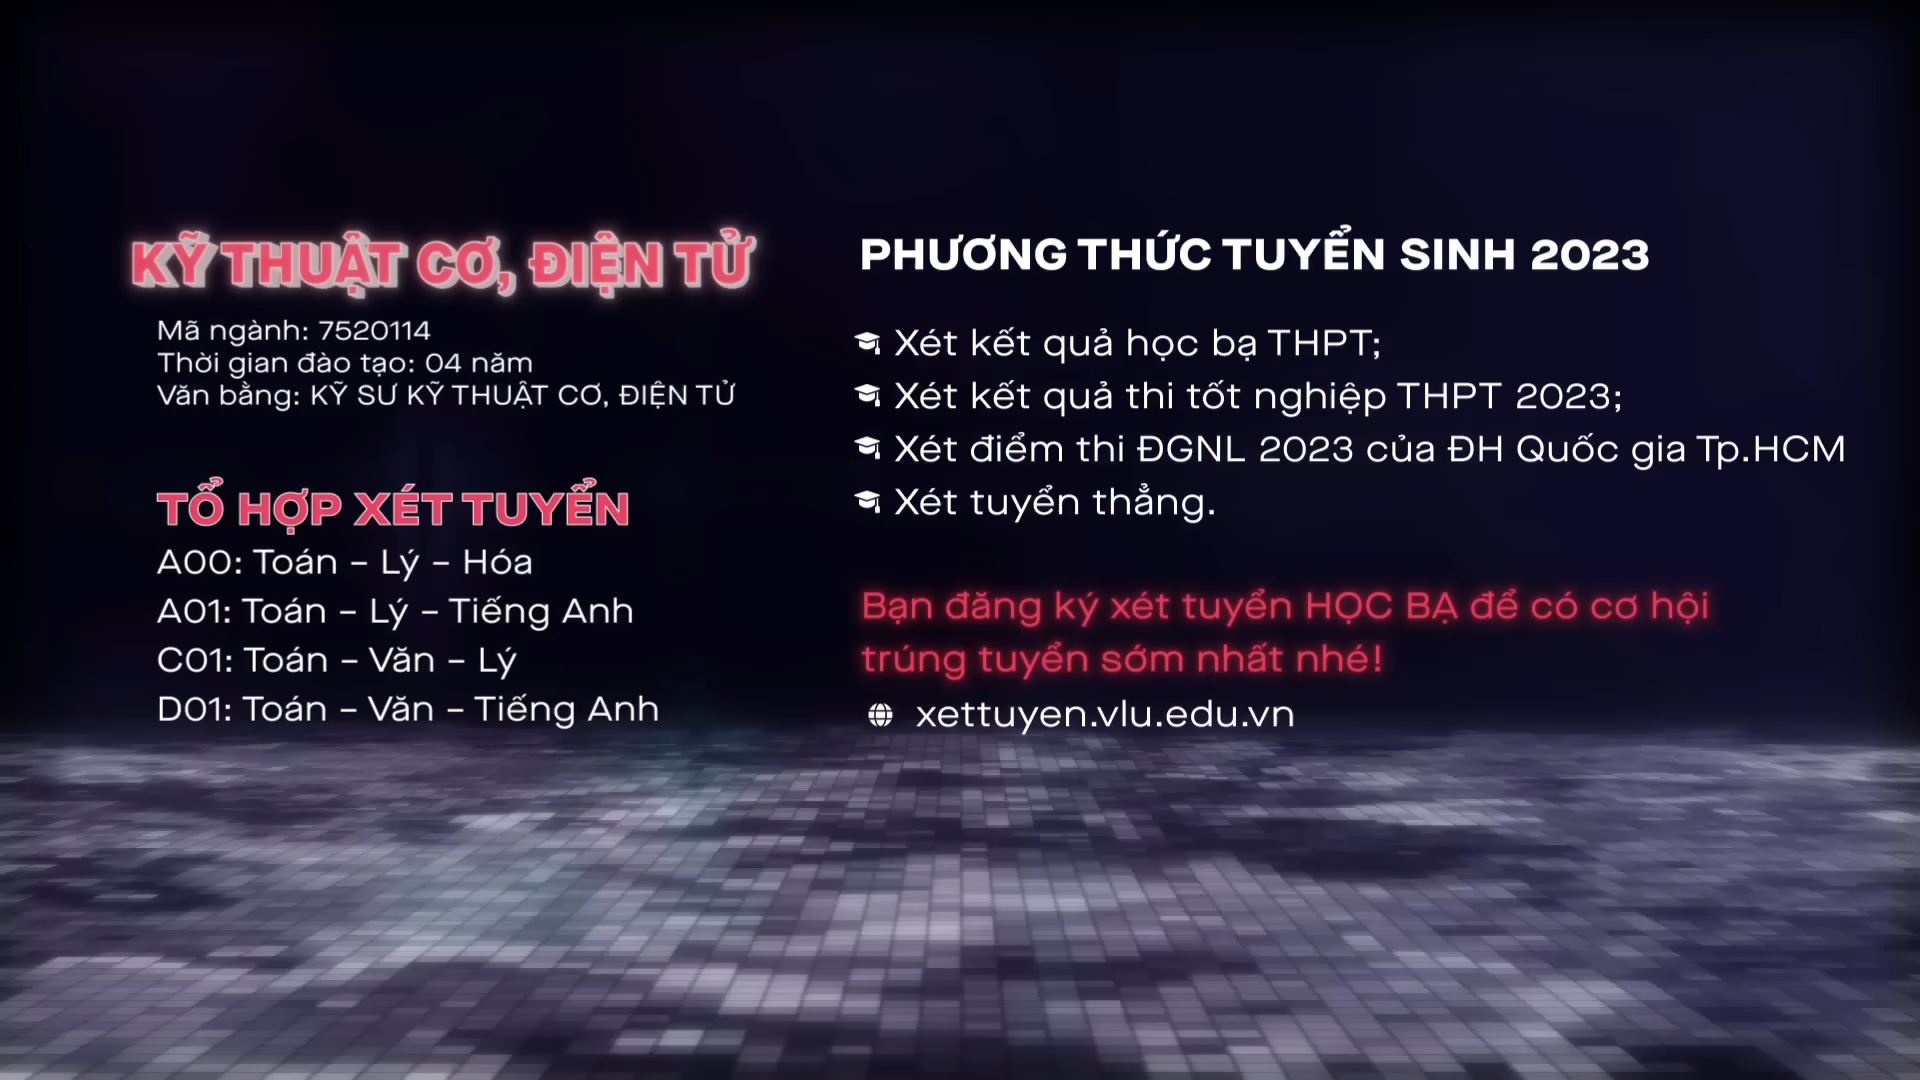 KỸ THUẬT CƠ, ĐIỆN TỬ
Mã ngành: 7520114
Thời gian đào tạo: 04 năm
Văn bằng: KỸ SƯ KỸ THUẬT CƠ, ĐIỆN TỬ
TỔ HỢP XÉT TUYỂN
A00: Toán – Lý – Hóa
A01: Toán – Lý – Tiếng Anh
C01: Toán – Văn – Lý
D01: Toán – Văn – Tiếng Anh
PHƯƠNG THỨC TUYỂN SINH 2023
Xét kết quả học bạ THPT;
Xét kết quả thi tốt nghiệp THPT 2023;
Xét điểm thi ĐGNL 2023 của ĐH Quốc gia Tp.HCM
Xét tuyển thẳng.
Bạn đăng ký xét tuyển HỌC BẠ để có cơ hội
trúng tuyển sớm nhất nhé!
xettuyen.vlu.edu.vn